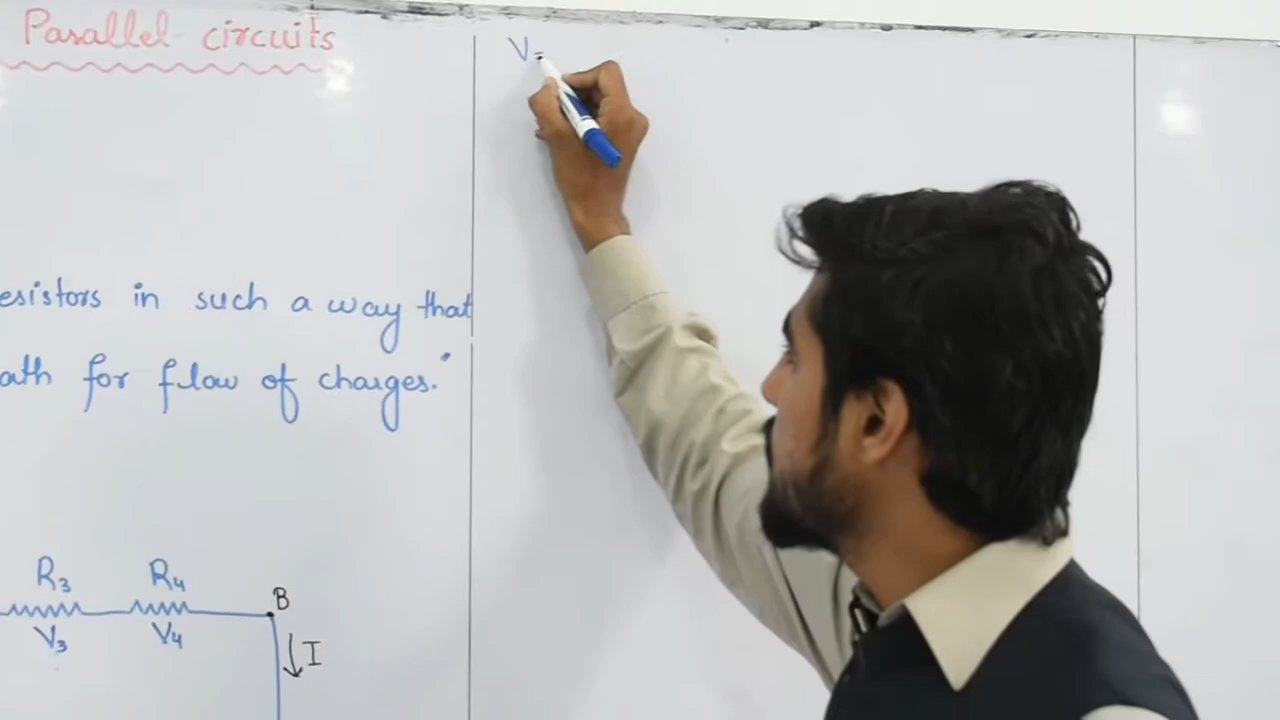 Parallel circuits
V=
esistors in such a way that
ath for flow of charges."
R3 R4
B
V3 V4
I